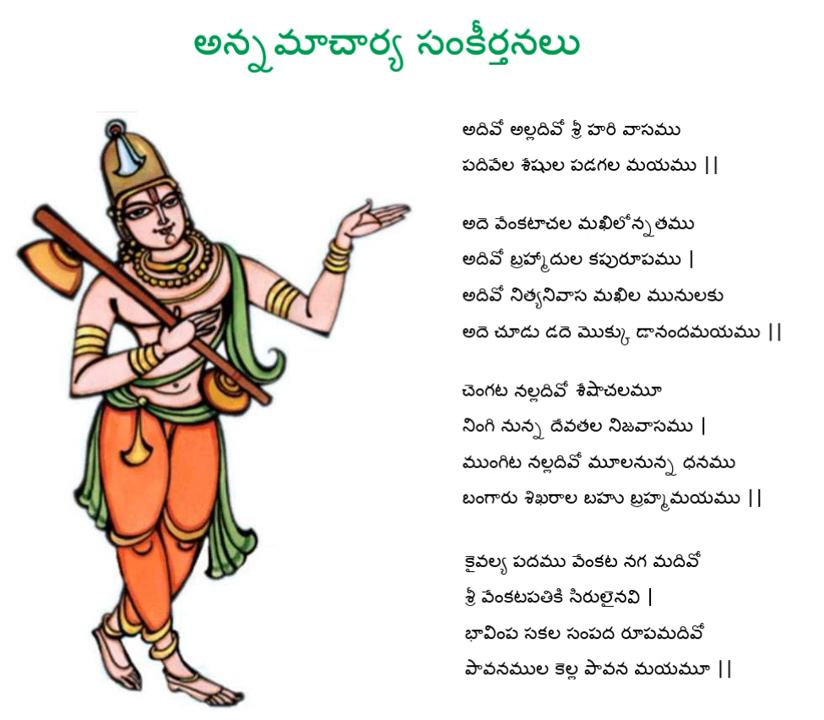 అన్నమాచార్య సంకీర్తనలు
అదివో అల్లదివో శ్రీ హరి వాసము
పదివేల శేషుల పడగల మయము ||
అదె వేంకటాచల మఖిలోన్నతము
అదివో బ్రహ్మాదుల కపురూపము |
అదివో నిత్యనివాస మఖిల మునులకు
అదె చూడు డదె మొక్కు డానందమయము ||
చెంగట నల్లదివో శేషాచలమూ
నింగి నున్న దేవతల నిజవాసము |
ముంగిట నల్లదివో మూలనున్న ధనము
బంగారు శిఖరాల బహు బ్రహ్మమయము ||
కైవల్య పదము వేంకట నగ మదివో
శ్రీ వేంకటపతికి సిరులైనవి |
భావింప సకల సంపద రూపమదివో
పావనముల కెల్ల పావన మయమూ ||